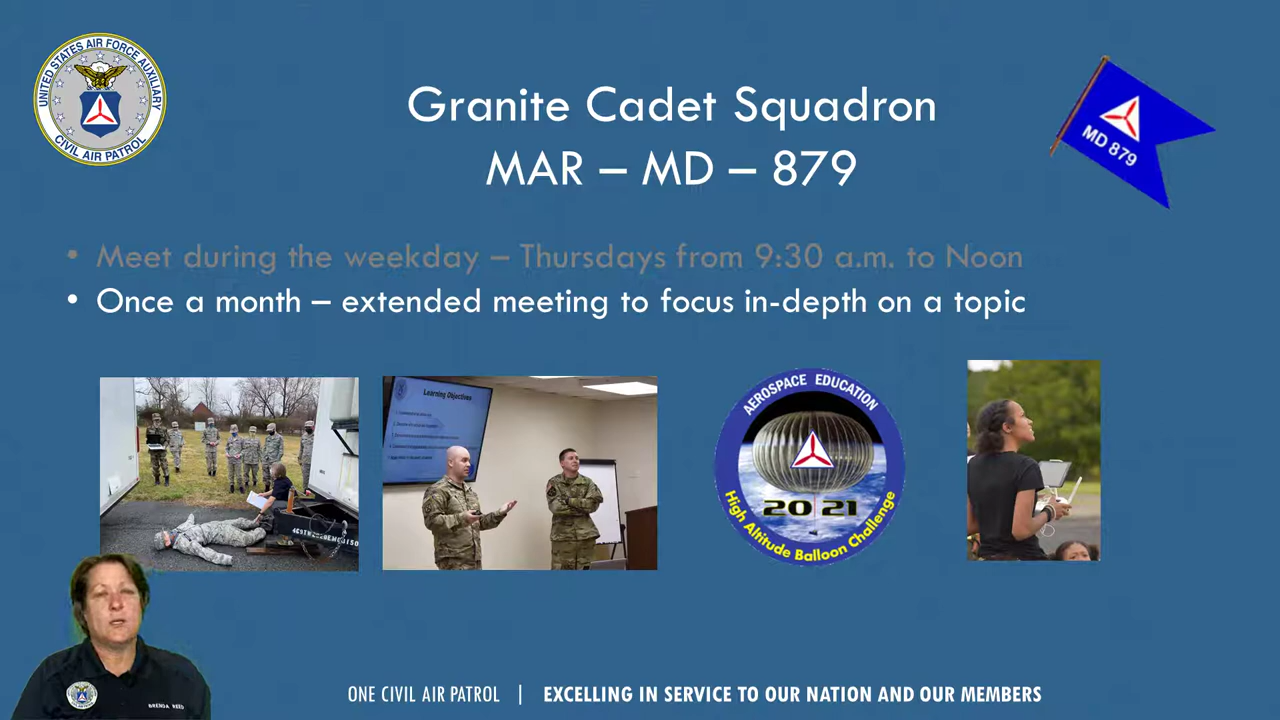 UNITED STATES AIR FORCE AUXILIARY
CIVIL AIR PATROL
Granite Cadet Squadron
MAR – MD – 879
MD 879
• Meet during the weekday – Thursdays from 9:30 a.m. to Noon
• Once a month – extended meeting to focus in-depth on a topic
Learning Objectives
AEROSPACE EDUCATION
20 21
High Altitude Balloon Challenge
BRENDA REED
ONE CIVIL AIR PATROL | EXCELLING IN SERVICE TO OUR NATION AND OUR MEMBERS